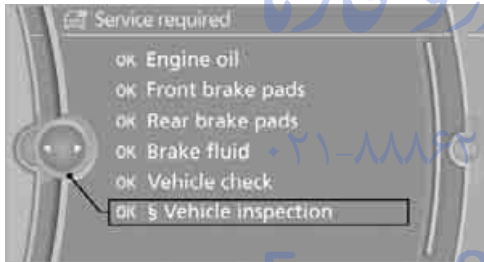 Service required
OK Engine oil
OK Front brake pads
OK Rear brake pads
OK Brake fluid
۰۲۱-۸۸۸۶۲
OK Vehicle check
OK § Vehicle inspection